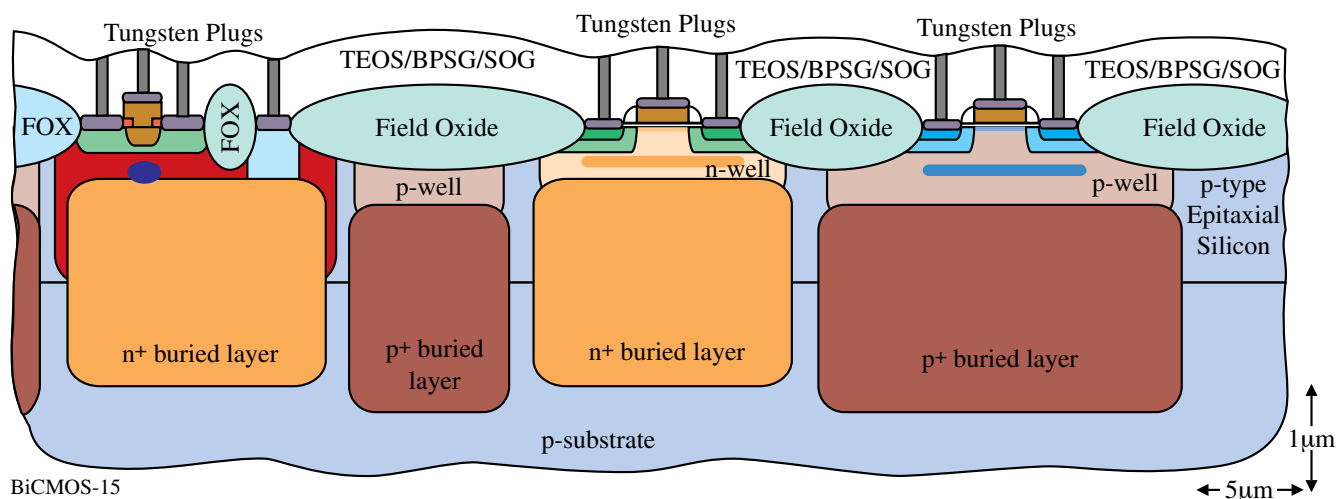 Tungsten Plugs
Tungsten Plugs
Tungsten Plugs
TEOS/BPSG/SOG
TEOS/BPSG/SOG
TEOS/BPSG/SOG
FOX
FOX
Field Oxide
Field Oxide
Field Oxide
p-well
n-well
p-well
p-type
Epitaxial
Silicon
n+ buried layer
p+ buried
layer
n+ buried layer
p+ buried layer
p-substrate
1μm
BiCMOS-15
5μm